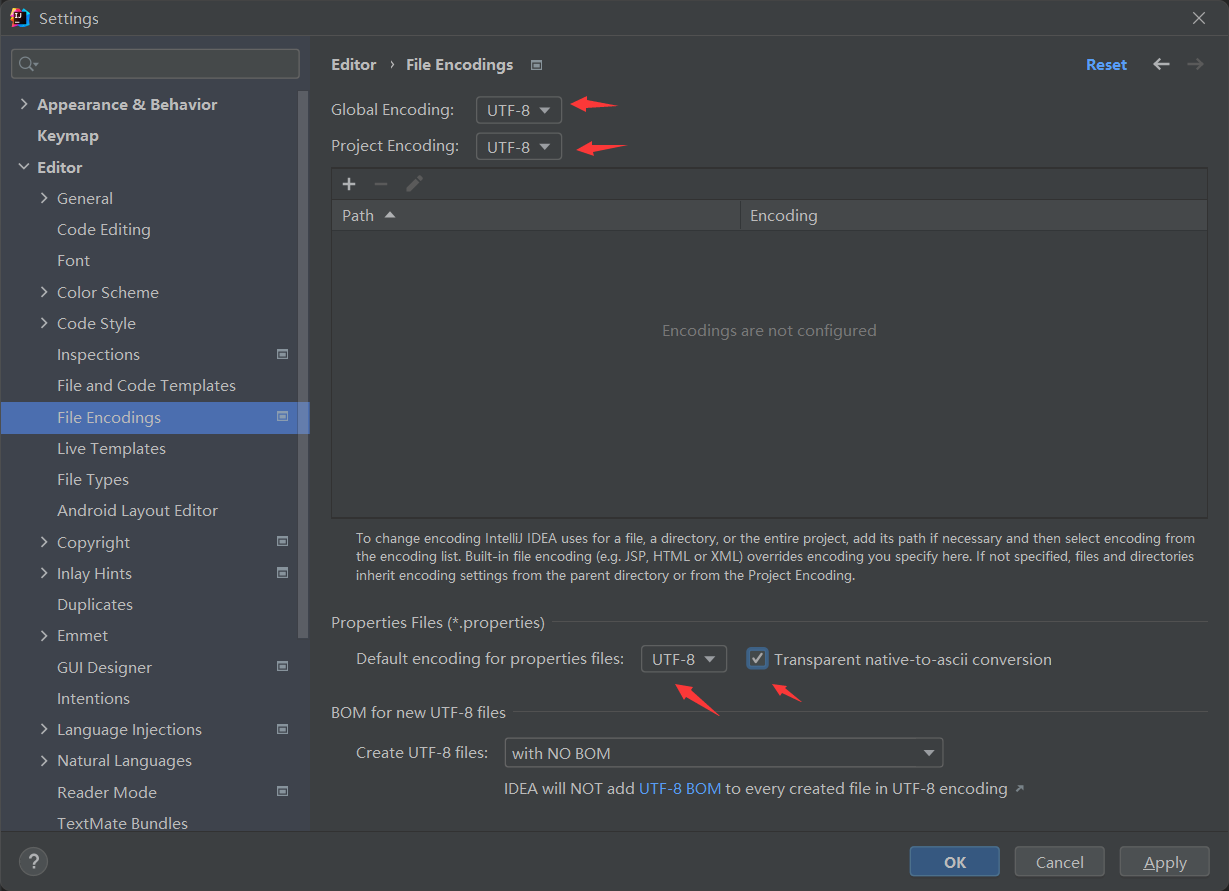 Settings
Appearance & Behavior
Keymap
Editor
General
Code Editing
Font
Color Scheme
Code Style
Inspections
File and Code Templates
File Encodings
Live Templates
File Types
Android Layout Editor
Copyright
Inlay Hints
Duplicates
Emmet
GUI Designer
Intentions
Language Injections
Natural Languages
Reader Mode
TextMate Bundles
Editor › File Encodings
Reset
Global Encoding: UTF-8
Project Encoding: UTF-8
Path Encoding
Encodings are not configured
To change encoding IntelliJ IDEA uses for a file, a directory, or the entire project, add its path if necessary and then select encoding from
the encoding list. Built-in file encoding (e.g. JSP, HTML or XML) overrides encoding you specify here. If not specified, files and directories
inherit encoding settings from the parent directory or from the Project Encoding.
Properties Files (*.properties)
Default encoding for properties files: UTF-8 Transparent native-to-ascii conversion
BOM for new UTF-8 files
Create UTF-8 files: with NO BOM
IDEA will NOT add UTF-8 BOM to every created file in UTF-8 encoding ↗
?
OK Cancel Apply